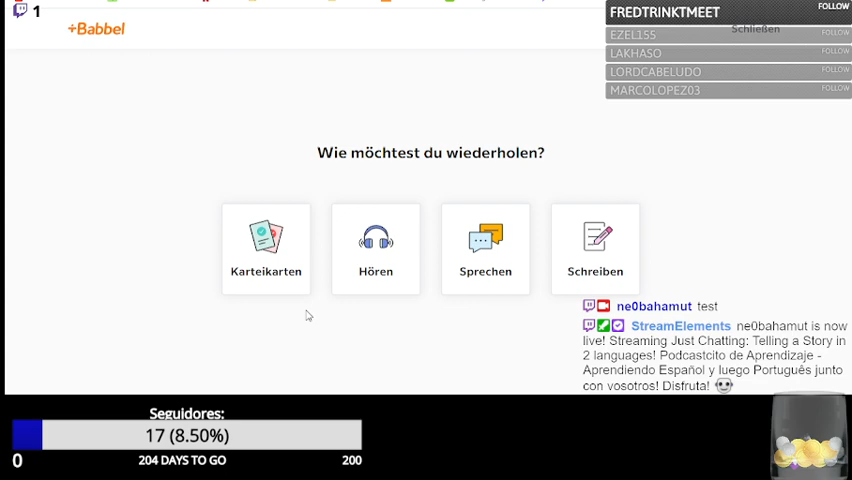 1
+Babbel
FREDTRINKTMEET FOLLOW
Schließen
EZEL155 FOLLOW
LAKHASO FOLLOW
LORDCABELUDO FOLLOW
MARCOLOPEZ03 FOLLOW
Wie möchtest du wiederholen?
Karteikarten
Hören
Sprechen
Schreiben
ne0bahamut test
StreamElements ne0bahamut is now
live! Streaming Just Chatting: Telling a Story in
2 languages! Podcastcito de Aprendizaje -
Aprendiendo Español y luego Português junto
con vosotros! Disfruta!
Seguidores:
17 (8.50%)
0 204 DAYS TO GO 200